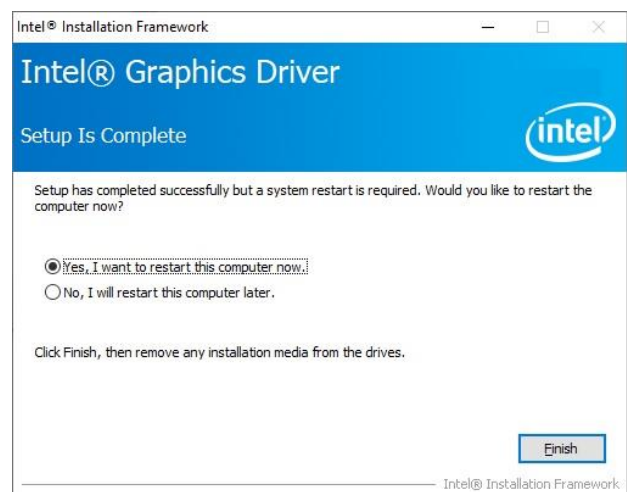 Intel® Installation Framework
Intel® Graphics Driver
Setup Is Complete
intel
Setup has completed successfully but a system restart is required. Would you like to restart the
computer now?
Yes, I want to restart this computer now.
No, I will restart this computer later.
Click Finish, then remove any installation media from the drives.
Finish
Intel® Installation Framework